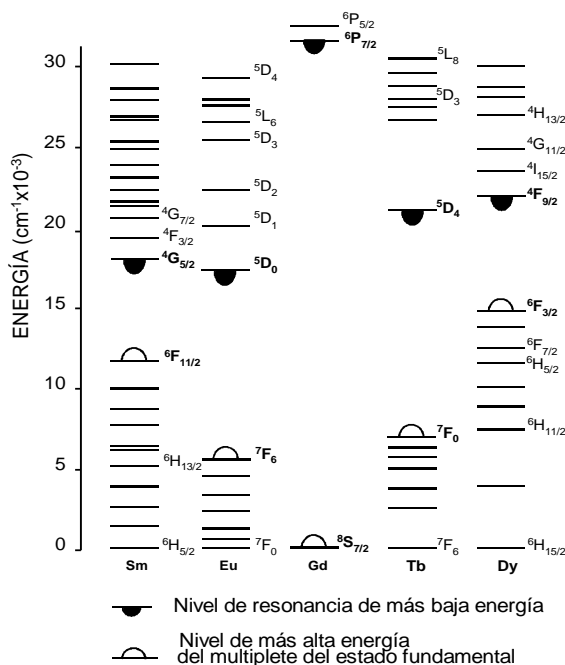 ENERGÍA (cm⁻¹x10⁻³)
30
25
20
15
10
5
0
⁴G₇/₂
⁴F₃/₂
⁴G₅/₂
⁶F₁₁/₂
⁶H₁₃/₂
⁶H₅/₂
Sm
⁵D₄
⁵L₆
⁵D₃
⁵D₂
⁵D₁
⁵D₀
⁷F₆
⁷F₀
Eu
⁶P₅/₂
⁶P₇/₂
⁸S₇/₂
Gd
⁵L₈
⁵D₃
⁵D₄
⁷F₀
⁷F₆
Tb
⁴H₁₃/₂
⁴G₁₁/₂
⁴I₁₅/₂
⁴F₉/₂
⁶F₃/₂
⁶F₇/₂
⁶H₅/₂
⁶H₁₁/₂
⁶H₁₅/₂
Dy
Nivel de resonancia de más baja energía
Nivel de más alta energía
del multiplete del estado fundamental